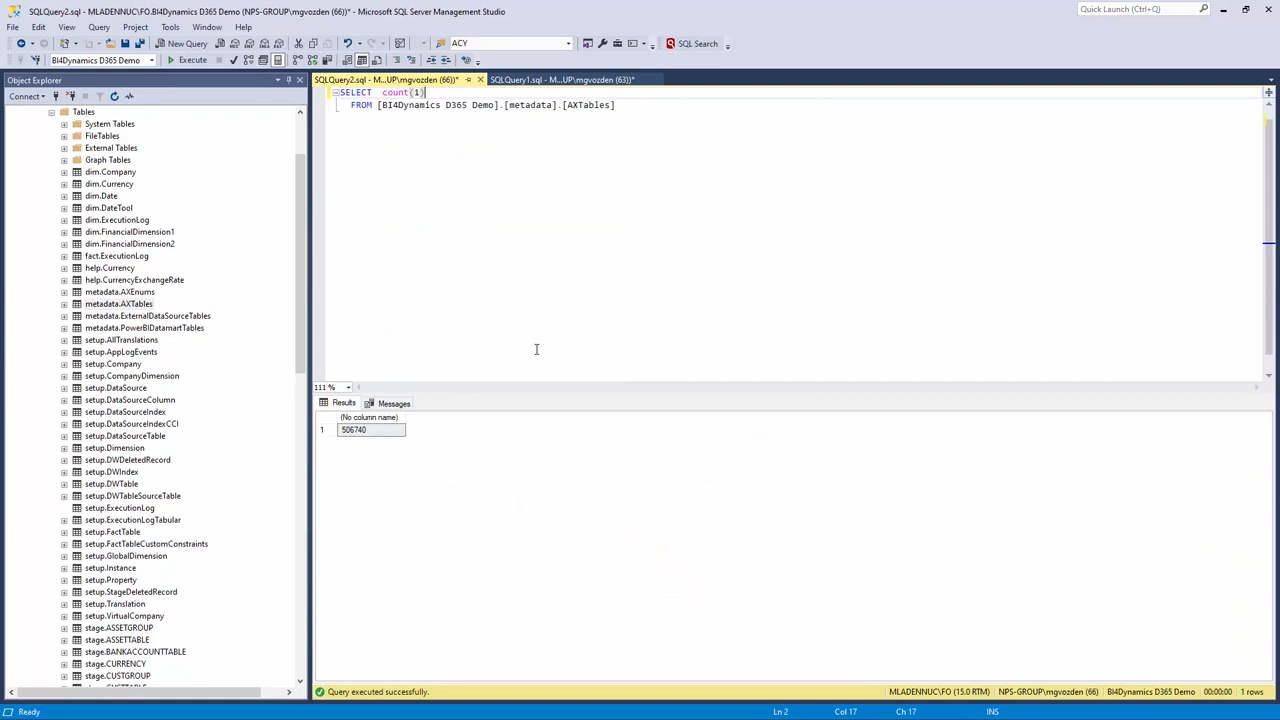 SQLQuery2.sql - MLADENNUC\FO.BI4Dynamics D365 Demo (NPS-GROUP\mgvozden (66))* - Microsoft SQL Server Management Studio
Quick Launch (Ctrl+Q)
File Edit View Query Project Tools Window Help
New Query
ACY
SQL Search
BI4Dynamics D365 Demo
Execute
Object Explorer
SQLQuery2.sql - M...UP\mgvozden (66))*
SQLQuery1.sql - M...UP\mgvozden (63))*
Connect
SELECT count(1)
FROM [BI4Dynamics D365 Demo].[metadata].[AXTables]
Tables
System Tables
FileTables
External Tables
Graph Tables
dim.Company
dim.Currency
dim.Date
dim.DateTool
dim.ExecutionLog
dim.FinancialDimension1
dim.FinancialDimension2
fact.ExecutionLog
help.Currency
help.CurrencyExchangeRate
metadata.AXEnums
metadata.AXTables
metadata.ExternalDataSourceTables
metadata.PowerBIDatamartTables
setup.AllTranslations
setup.AppLogEvents
setup.Company
setup.CompanyDimension
setup.DataSource
setup.DataSourceColumn
setup.DataSourceIndex
setup.DataSourceIndexCCI
setup.DataSourceTable
setup.Dimension
setup.DWDeletedRecord
setup.DWIndex
setup.DWTable
setup.DWTableSourceTable
setup.ExecutionLog
setup.ExecutionLogTabular
setup.FactTable
setup.FactTableCustomConstraints
setup.GlobalDimension
setup.Instance
setup.Property
setup.StageDeletedRecord
setup.Translation
setup.VirtualCompany
stage.ASSETGROUP
stage.ASSETTABLE
stage.BANKACCOUNTTABLE
stage.CURRENCY
stage.CUSTGROUP
111 %
Results
Messages
(No column name)
1 506740
Query executed successfully.
MLADENNUC\FO (15.0 RTM)
NPS-GROUP\mgvozden (66)
BI4Dynamics D365 Demo
00:00:00
1 rows
Ready
Ln 2
Col 17
Ch 17
INS